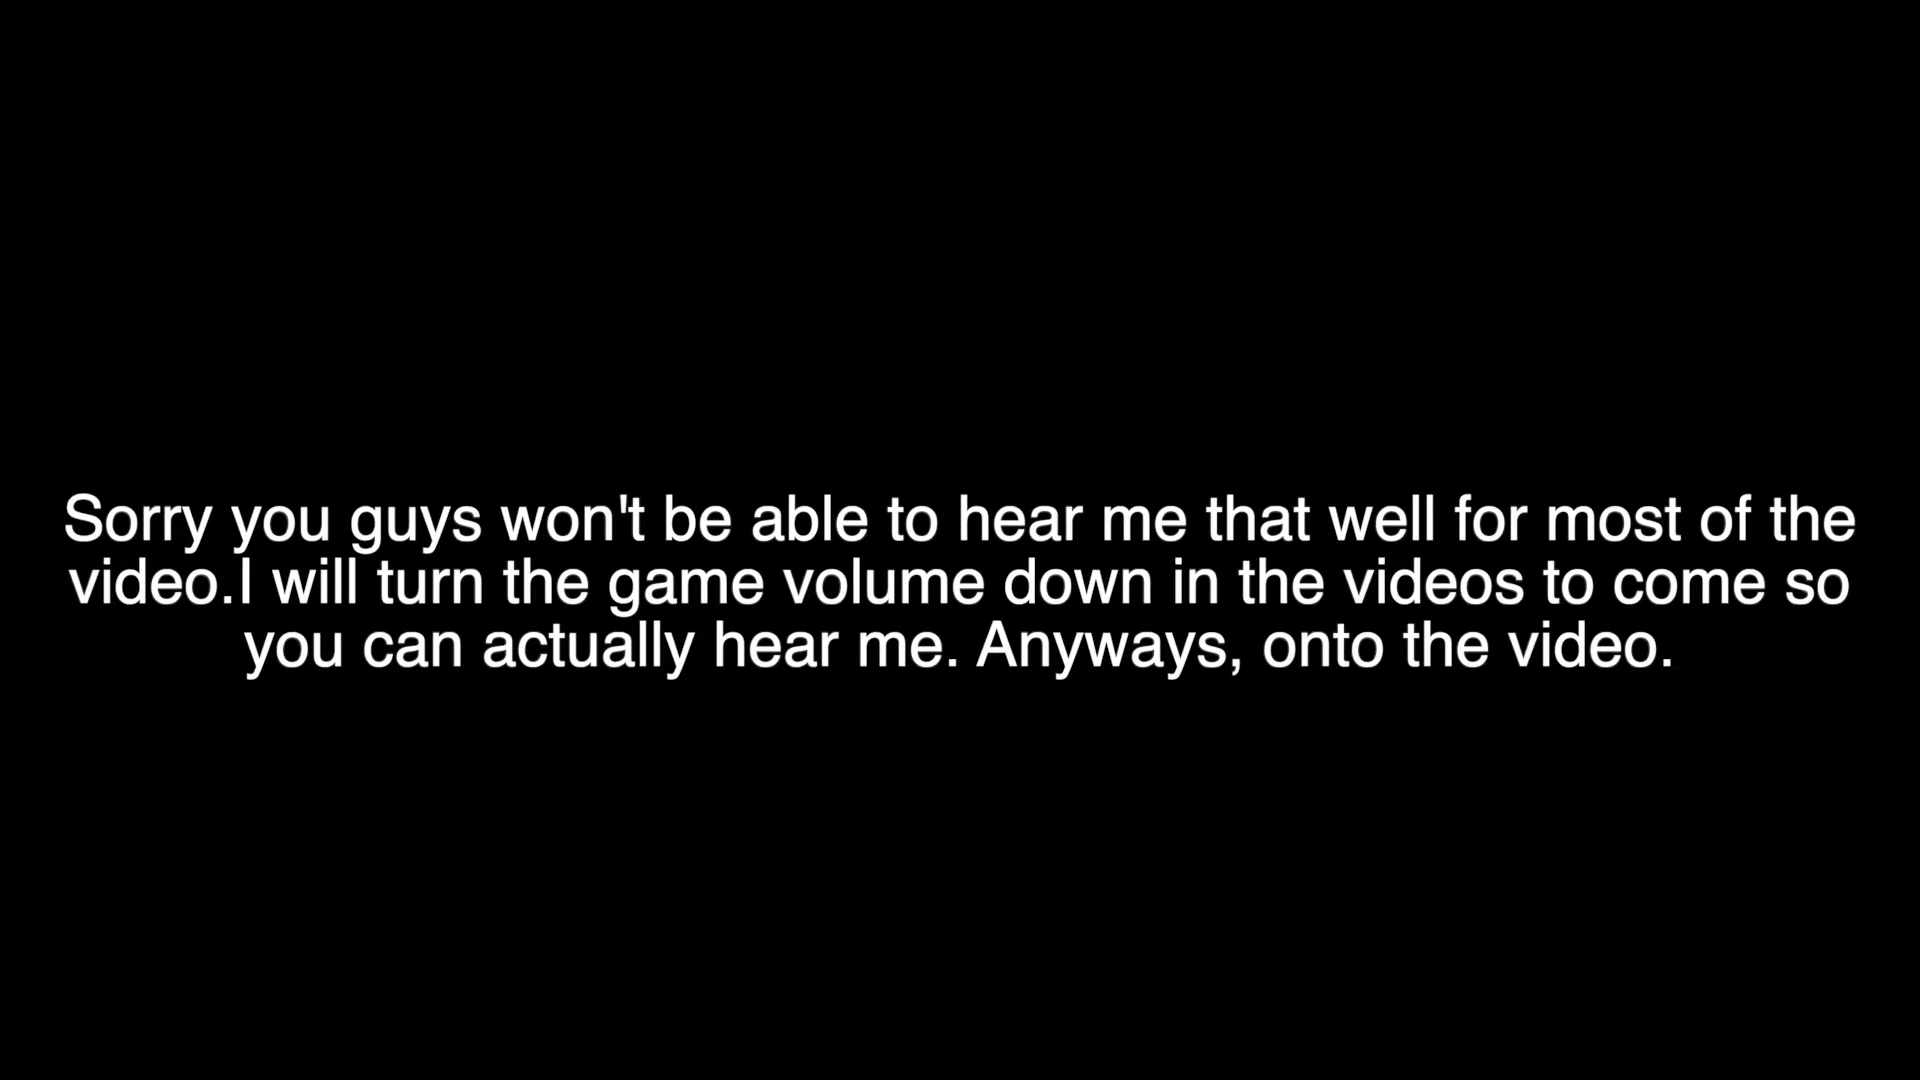 Sorry you guys won't be able to hear me that well for most of the
video.I will turn the game volume down in the videos to come so
you can actually hear me. Anyways, onto the video.